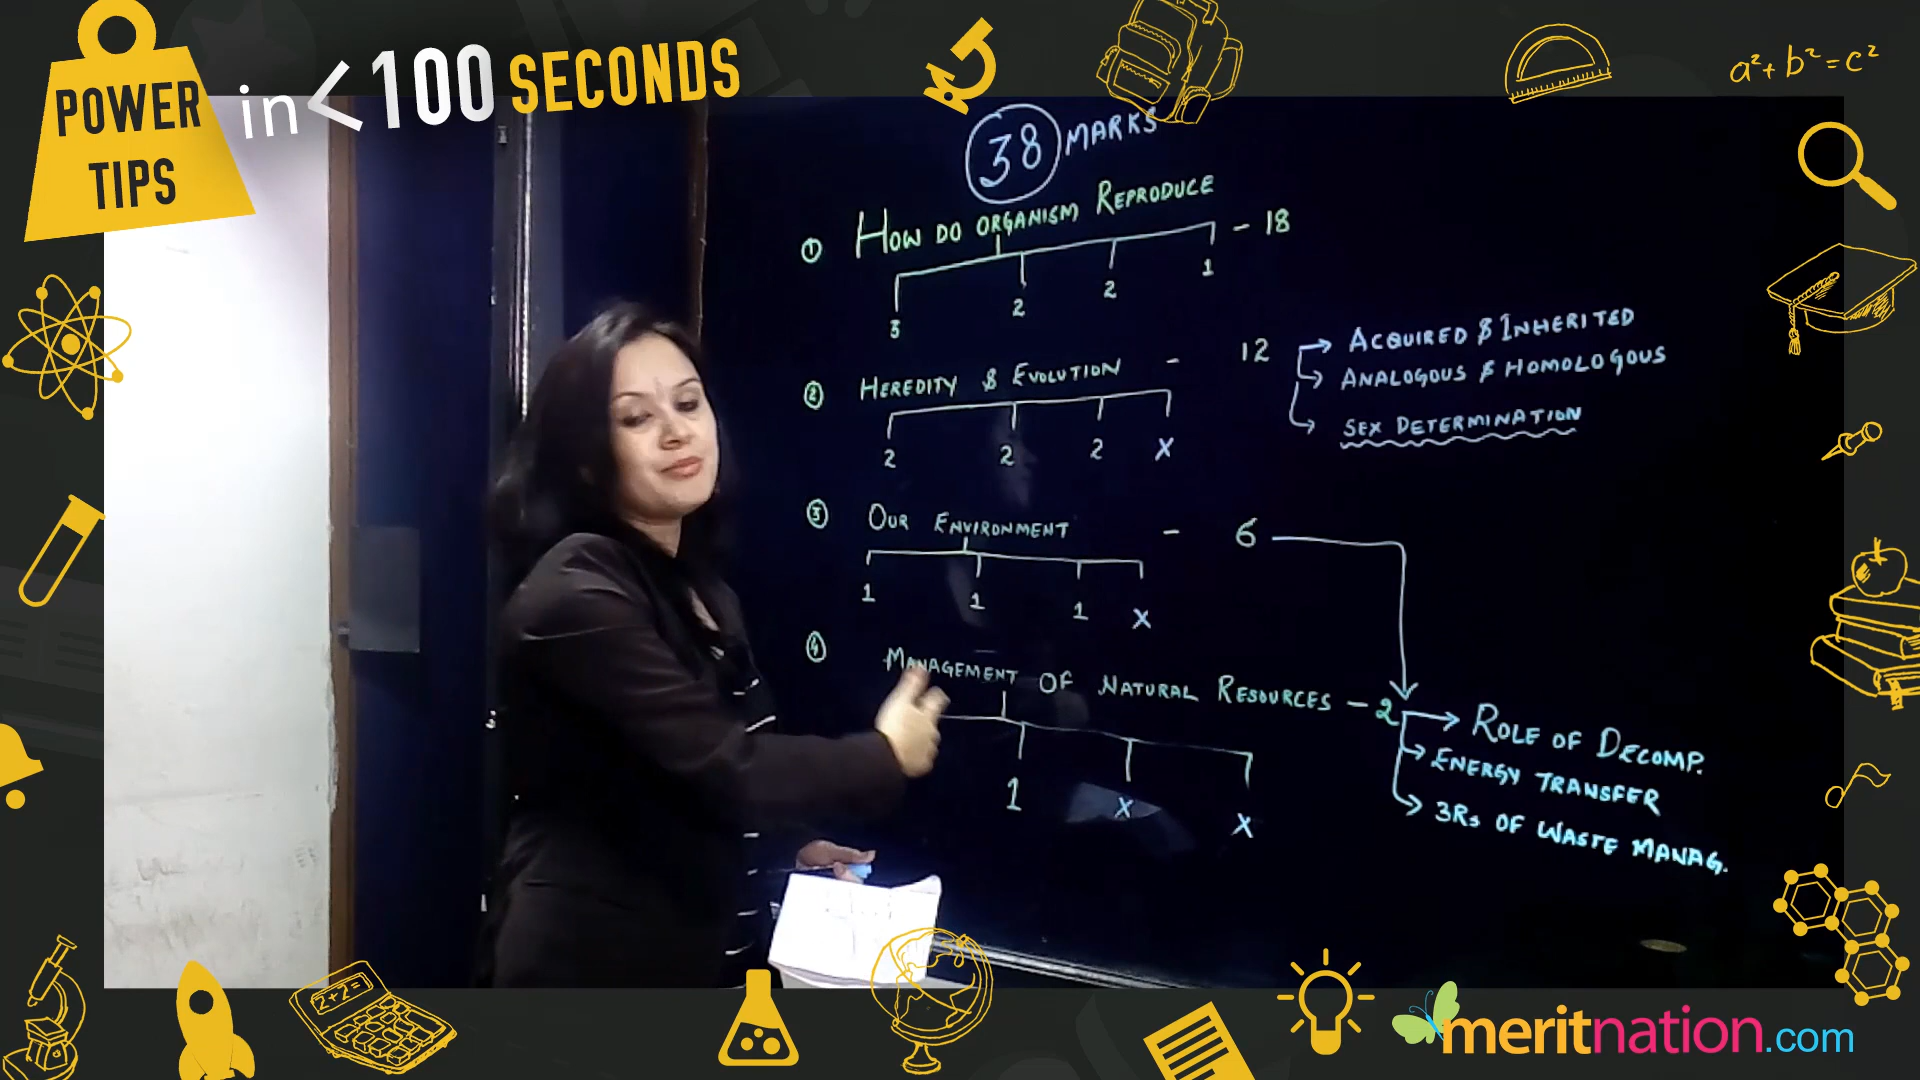 POWER
TIPS
in < 100 SECONDS
a²+ b² = c²
38 MARKS
① HOW DO ORGANISM REPRODUCE - 18
3 2 2 1
② HEREDITY & EVOLUTION - 12
2 2 2 X
ACQUIRED & INHERITED
ANALOGOUS & HOMOLOGOUS
SEX DETERMINATION
③ OUR ENVIRONMENT - 6
1 1 1 X
④ MANAGEMENT OF NATURAL RESOURCES - 2
1 X X
ROLE OF DECOMP.
ENERGY TRANSFER
3Rs OF WASTE MANAG.
2+2=
meritnation.com